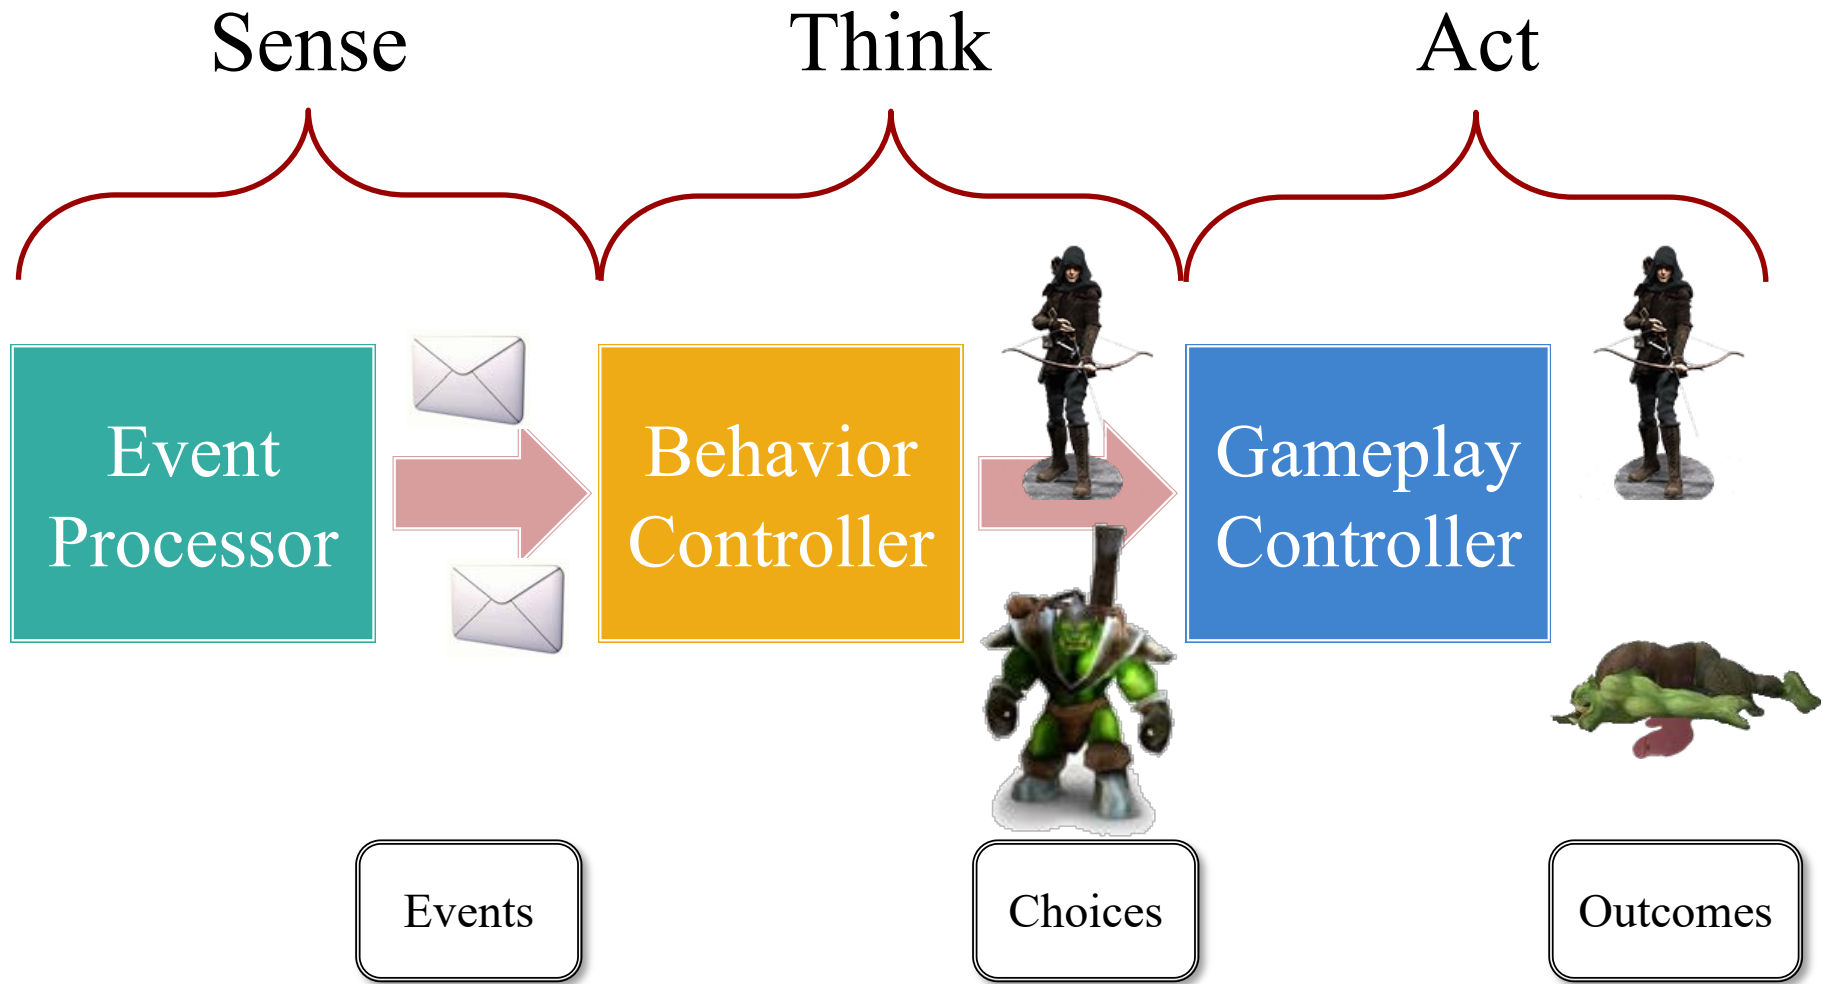 Sense
Think
Act
Event
Processor
Behavior
Controller
Gameplay
Controller
Events
Choices
Outcomes